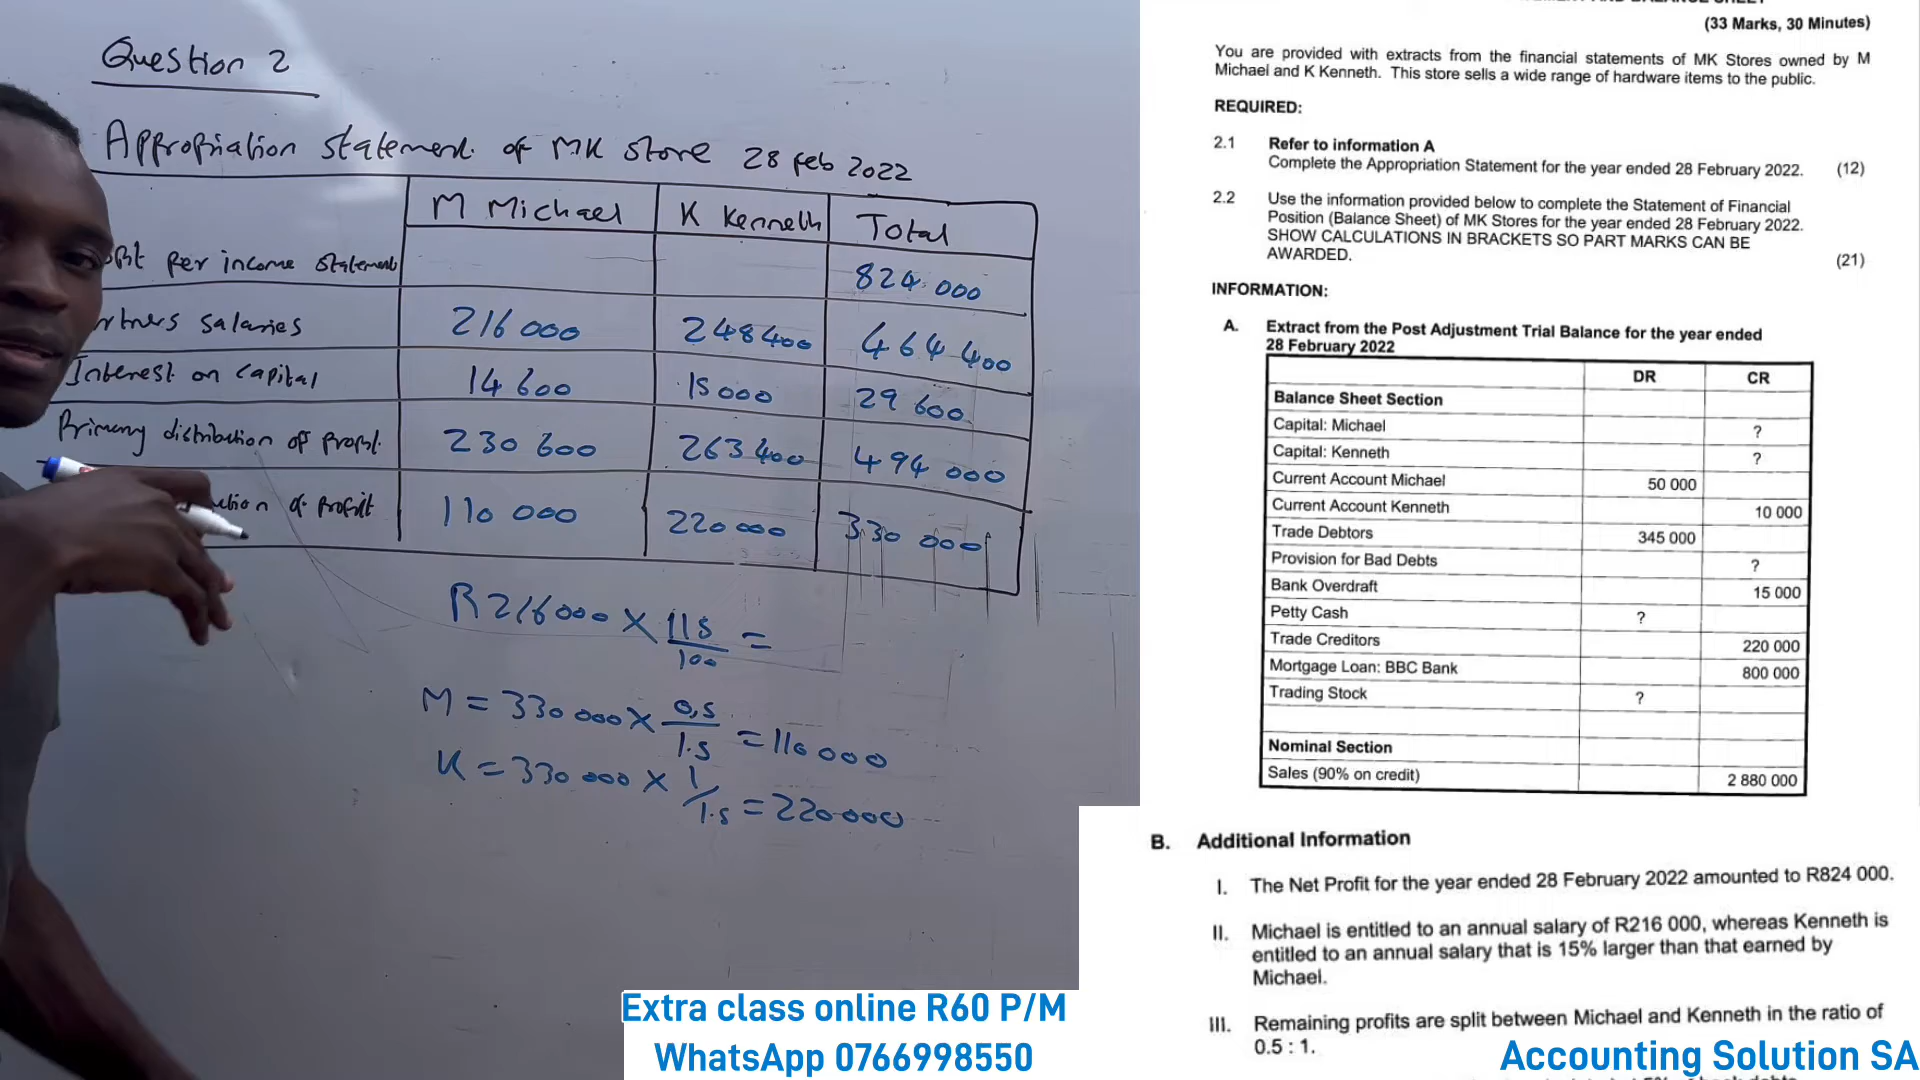 Question 2
Appropriation statement of MK store 28 feb 2022
M Michael K Kenneth Total
per income statement 824 000
salaries 216 000 248 400 464 400
Interest on capital 14 600 15 000 29 600
Primary distribution of profit 230 600 263 400 494 000
of profit 110 000 220 000 330 000
R216000 × 115/100 =
M = 330 000 × 0,5/1.5 = 110 000
K = 330 000 × 1/1.5 = 220 000
(33 Marks, 30 Minutes)
You are provided with extracts from the financial statements of MK Stores owned by M
Michael and K Kenneth. This store sells a wide range of hardware items to the public.
REQUIRED:
2.1 Refer to information A
Complete the Appropriation Statement for the year ended 28 February 2022. (12)
2.2 Use the information provided below to complete the Statement of Financial
Position (Balance Sheet) of MK Stores for the year ended 28 February 2022.
SHOW CALCULATIONS IN BRACKETS SO PART MARKS CAN BE
AWARDED. (21)
INFORMATION:
A. Extract from the Post Adjustment Trial Balance for the year ended
28 February 2022
DR CR
Balance Sheet Section
Capital: Michael ?
Capital: Kenneth ?
Current Account Michael 50 000
Current Account Kenneth 10 000
Trade Debtors 345 000
Provision for Bad Debts ?
Bank Overdraft 15 000
Petty Cash ?
Trade Creditors 220 000
Mortgage Loan: BBC Bank 800 000
Trading Stock ?
Nominal Section
Sales (90% on credit) 2 880 000
B. Additional Information
I. The Net Profit for the year ended 28 February 2022 amounted to R824 000.
II. Michael is entitled to an annual salary of R216 000, whereas Kenneth is
entitled to an annual salary that is 15% larger than that earned by
Michael.
III. Remaining profits are split between Michael and Kenneth in the ratio of
0.5 : 1.
Extra class online R60 P/M
WhatsApp 0766998550
Accounting Solution SA